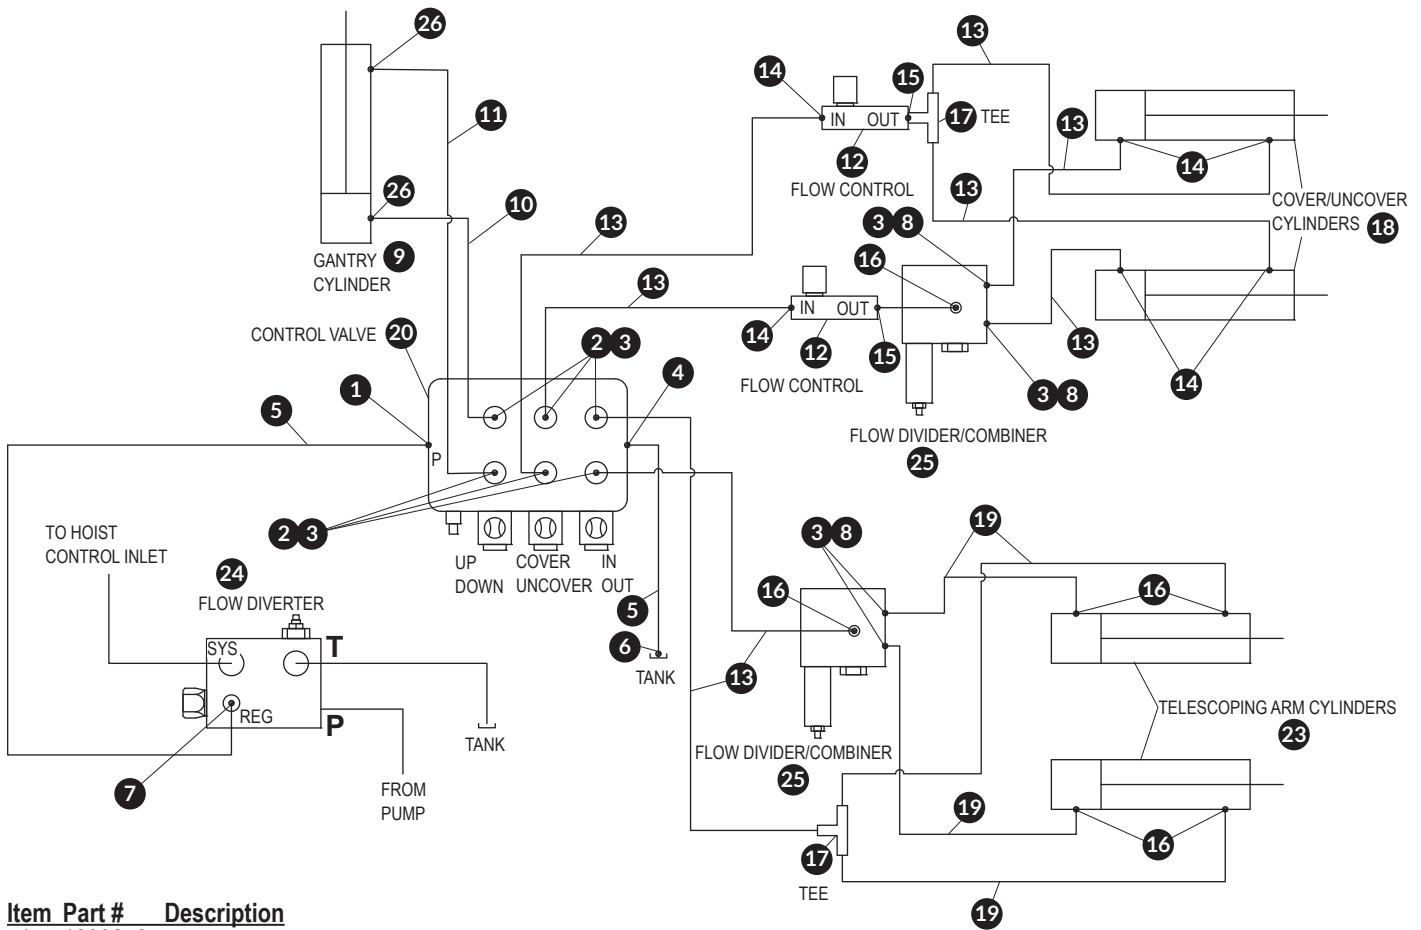 26
13
14
15
IN OUT
17 TEE
11
13
12
14
FLOW CONTROL
26
10
13
13
COVER/UNCOVER
CYLINDERS 18
3 8
GANTRY 9
CYLINDER
16
13
IN OUT
CONTROL VALVE 20
2 3
14
12
15
13
FLOW CONTROL
4
14
1
3 8
5
FLOW DIVIDER/COMBINER
25
P
2 3
TO HOIST
CONTROL INLET
UP
DOWN
COVER
UNCOVER
IN
OUT
3 8
19
24
FLOW DIVERTER
16
16
5
6
TANK
SYS
T
13
REG
P
TANK
TELESCOPING ARM CYLINDERS
23
FLOW DIVIDER/COMBINER
25
7
FROM
PUMP
19
16
17
TEE
19
Item Part # Description